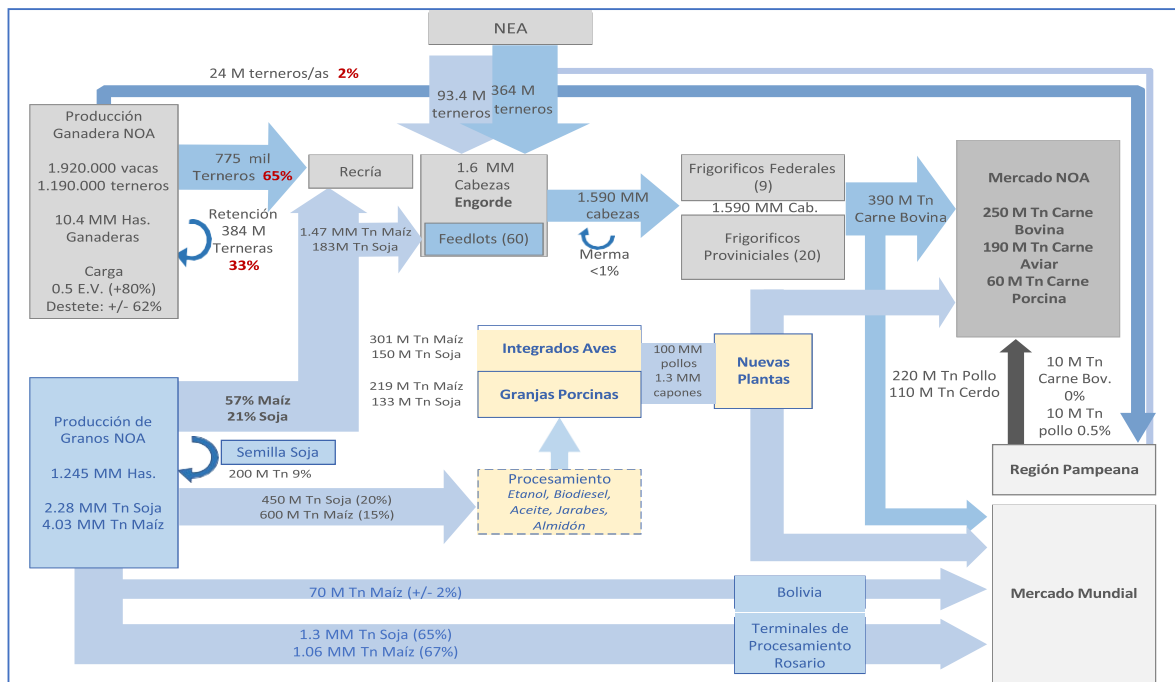 NEA
24 M terneros/as 2%
93.4 M
terneros
364 M
terneros
Producción
Ganadera NOA
1.920.000 vacas
1.190.000 terneros
10.4 MM Has.
Ganaderas
Carga
0.5 E.V. (+80%)
Destete: +/- 62%
775 mil
Terneros 65%
Retención
384 M
Terneras
33%
Recría
1.47 MM Tn Maíz
183M Tn Soja
1.6 MM
Cabezas
Engorde
Feedlots (60)
1.590 MM
cabezas
Merma
<1%
Frigorificos Federales
(9)
1.590 MM Cab.
Frigorificos
Proviniciales (20)
390 M Tn
Carne Bovina
Mercado NOA
250 M Tn Carne
Bovina
190 M Tn Carne
Aviar
60 M Tn Carne
Porcina
301 M Tn Maíz
150 M Tn Soja
219 M Tn Maíz
133 M Tn Soja
Integrados Aves
Granjas Porcinas
100 MM
pollos
1.3 MM
capones
Nuevas
Plantas
220 M Tn Pollo
110 M Tn Cerdo
10 M Tn
Carne Bov.
0%
10 M Tn
pollo 0.5%
Región Pampeana
Producción de
Granos NOA
1.245 MM Has.
2.28 MM Tn Soja
4.03 MM Tn Maíz
57% Maíz
21% Soja
Semilla Soja
200 M Tn 9%
450 M Tn Soja (20%)
600 M Tn Maíz (15%)
Procesamiento
Etanol, Biodiesel,
Aceite, Jarabes,
Almidón
70 M Tn Maíz (+/- 2%)
Bolivia
1.3 MM Tn Soja (65%)
1.06 MM Tn Maíz (67%)
Terminales de
Procesamiento
Rosario
Mercado Mundial